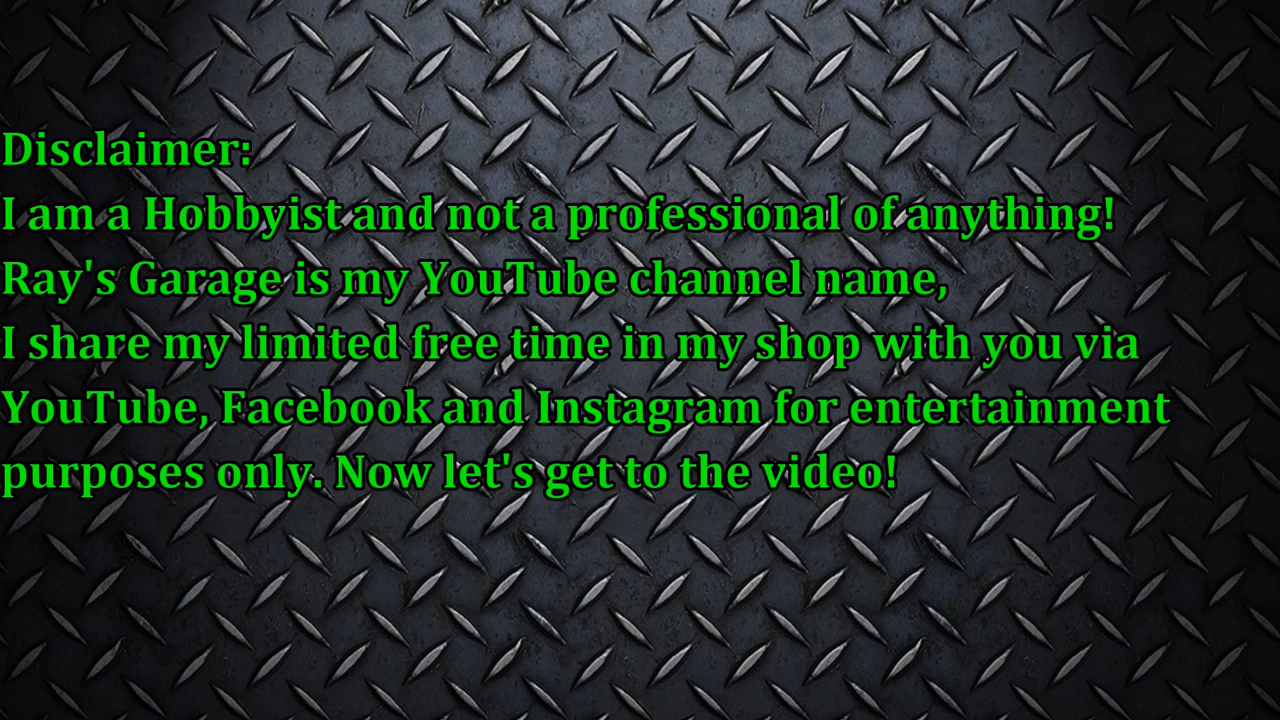 Disclaimer:
I am a Hobbyist and not a professional of anything!
Ray's Garage is my YouTube channel name,
I share my limited free time in my shop with you via
YouTube, Facebook and Instagram for entertainment
purposes only. Now let's get to the video!